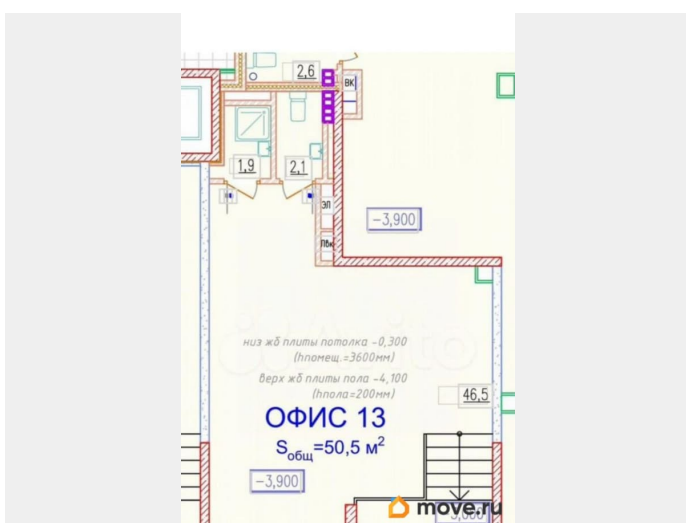 2,6
ВК
1,9
2,1
ЭЛ
-3,900
ПВк
низ жб плиты потолка -0,300
(hпомещ.=3600мм)
верх жб плиты пола -4,100
(hпола=200мм)
46,5
ОФИС 13
Sобщ=50,5 м²
-3,900
move.ru